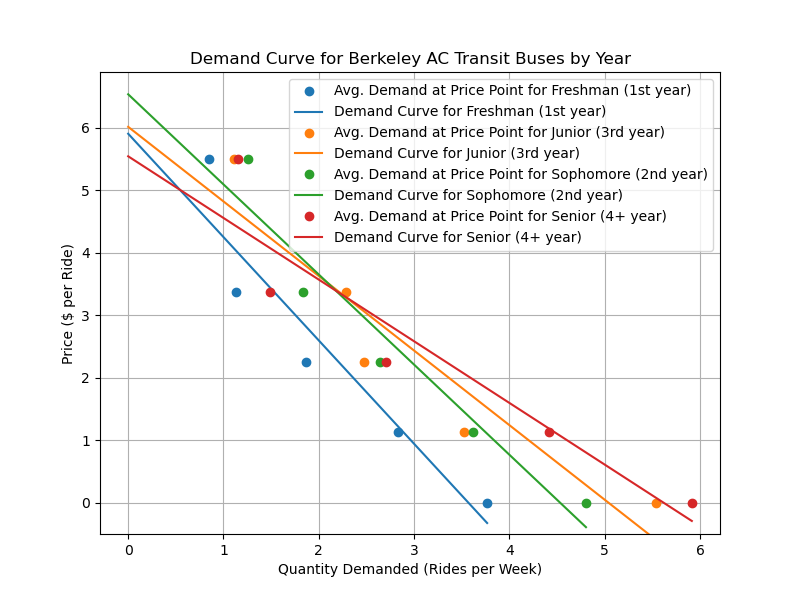 Demand Curve for Berkeley AC Transit Buses by Year
Avg. Demand at Price Point for Freshman (1st year)
Demand Curve for Freshman (1st year)
Avg. Demand at Price Point for Junior (3rd year)
Demand Curve for Junior (3rd year)
Avg. Demand at Price Point for Sophomore (2nd year)
Demand Curve for Sophomore (2nd year)
Avg. Demand at Price Point for Senior (4+ year)
Demand Curve for Senior (4+ year)
Price ($ per Ride)
6
5
4
3
2
1
0
0 1 2 3 4 5 6
Quantity Demanded (Rides per Week)